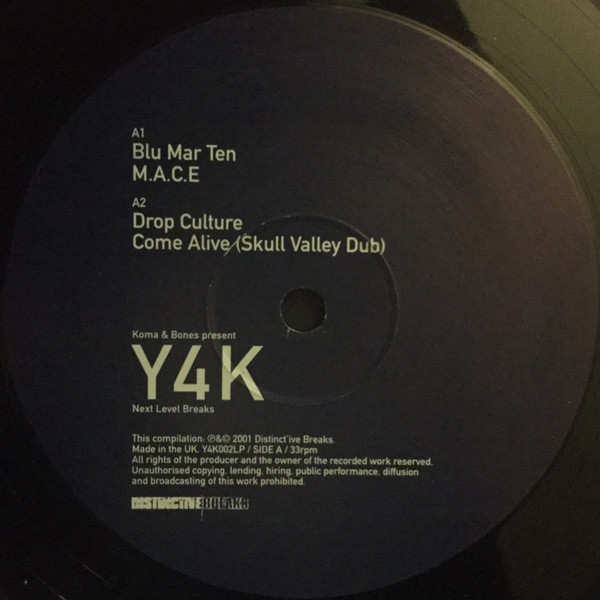 A1
Blu Mar Ten
M.A.C.E
A2
Drop Culture
Come Alive (Skull Valley Dub)
Koma & Bones present
Y4K
Next Level Breaks
This compilation: ℗&© 2001 Distinct'ive Breaks.
Made in the UK. Y4K002LP / SIDE A / 33rpm
All rights of the producer and the owner of the recorded work reserved.
Unauthorised copying, lending, hiring, public performance, diffusion
and broadcasting of this work prohibited.
DISTINCT'IVE BREAKS